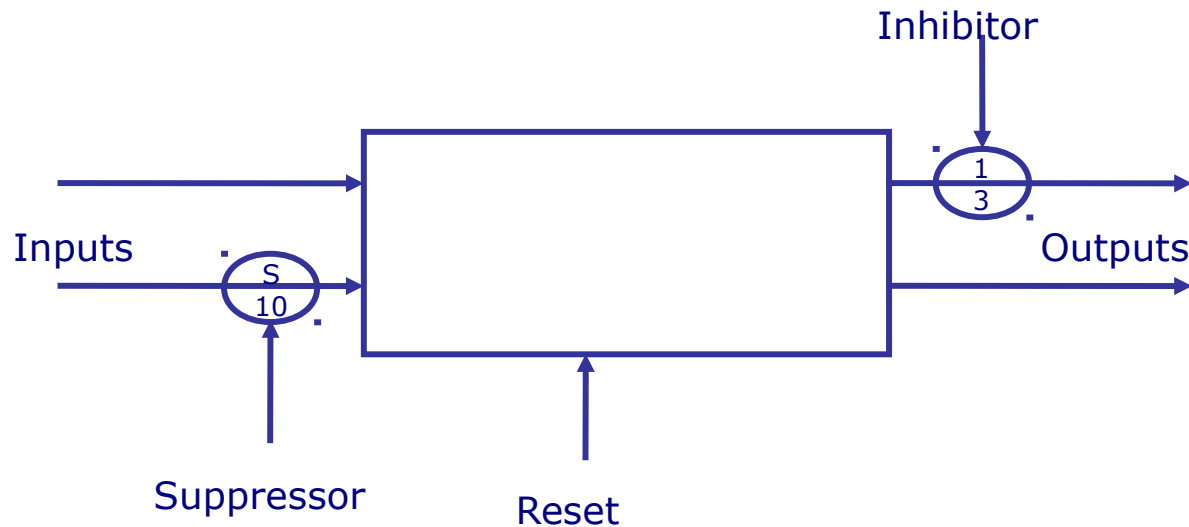 Inhibitor
1
3
Inputs
S
10
Outputs
Suppressor
Reset